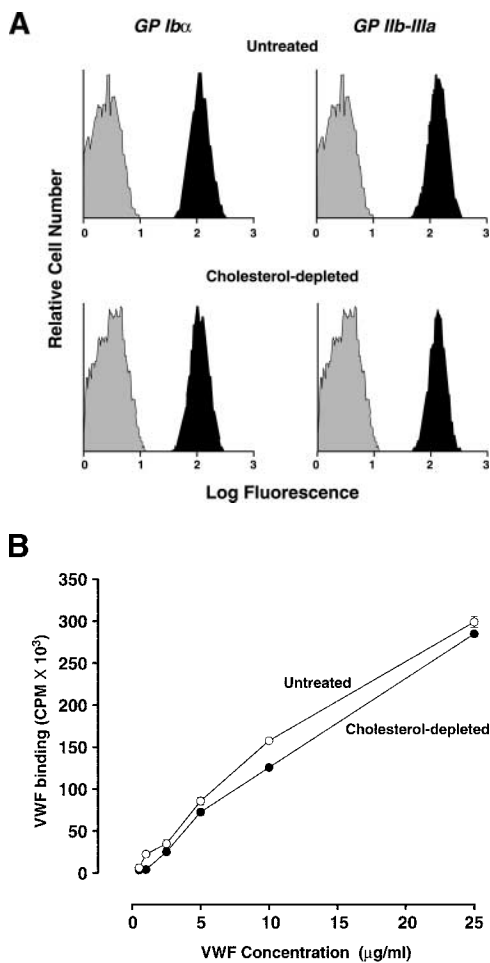 A
GP Ibα
GP IIb-IIIa
Untreated
Relative Cell Number
0 1 2 3
0 1 2 3
Cholesterol-depleted
0 1 2 3
0 1 2 3
Log Fluorescence
B
VWF binding (CPM X 10³)
350
300
250
200
150
100
50
0
Untreated
Cholesterol-depleted
0 5 10 15 20 25
VWF Concentration (μg/ml)